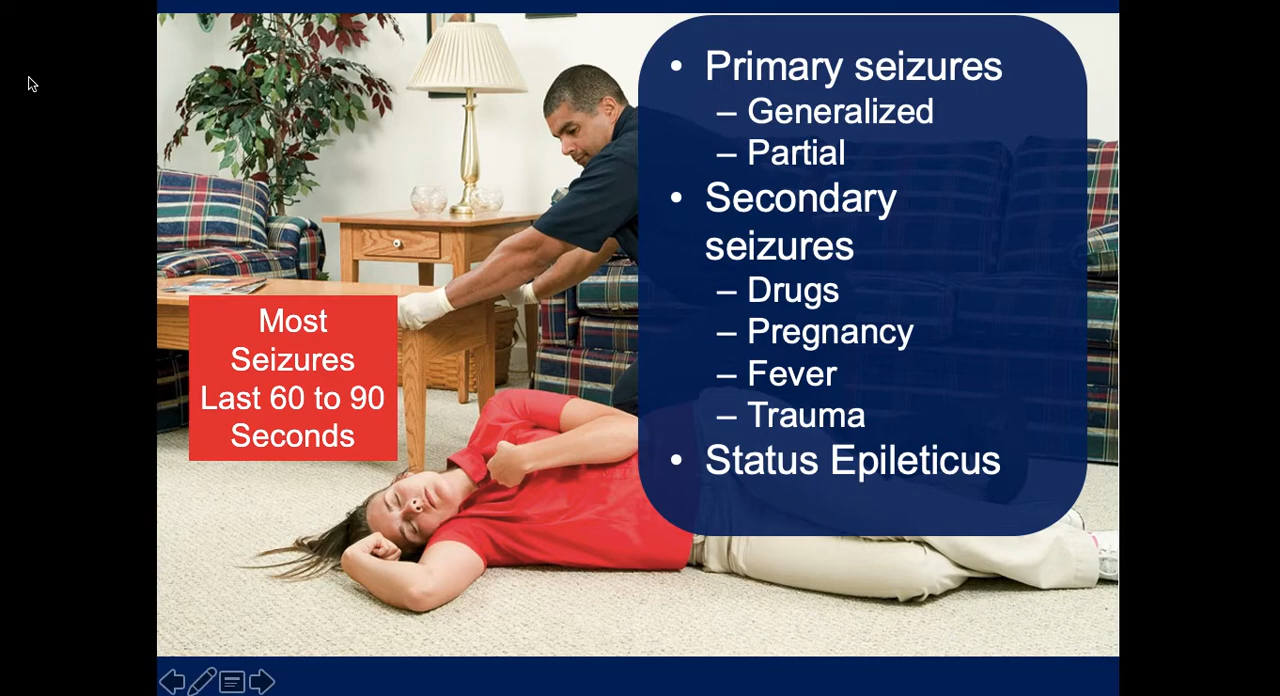 Most
Seizures
Last 60 to 90
Seconds
• Primary seizures
– Generalized
– Partial
• Secondary
seizures
– Drugs
– Pregnancy
– Fever
– Trauma
• Status Epileticus